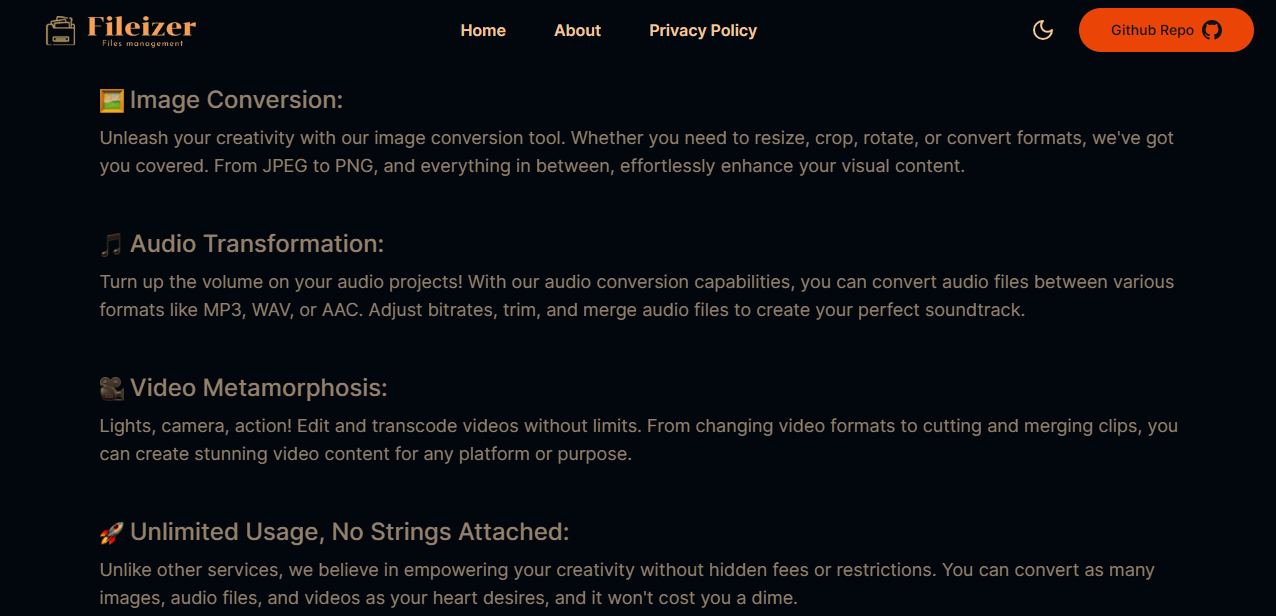 Fileizer
Files management
Home
About
Privacy Policy
Github Repo
Image Conversion:
Unleash your creativity with our image conversion tool. Whether you need to resize, crop, rotate, or convert formats, we've got
you covered. From JPEG to PNG, and everything in between, effortlessly enhance your visual content.
Audio Transformation:
Turn up the volume on your audio projects! With our audio conversion capabilities, you can convert audio files between various
formats like MP3, WAV, or AAC. Adjust bitrates, trim, and merge audio files to create your perfect soundtrack.
Video Metamorphosis:
Lights, camera, action! Edit and transcode videos without limits. From changing video formats to cutting and merging clips, you
can create stunning video content for any platform or purpose.
Unlimited Usage, No Strings Attached:
Unlike other services, we believe in empowering your creativity without hidden fees or restrictions. You can convert as many
images, audio files, and videos as your heart desires, and it won't cost you a dime.